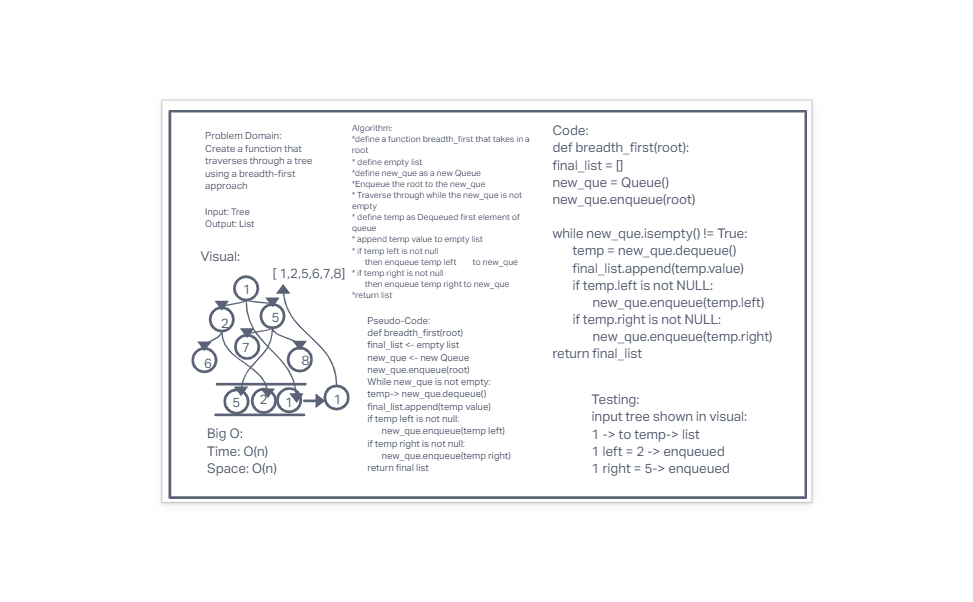 Problem Domain:
Create a function that
traverses through a tree
using a breadth-first
approach
Input: Tree
Output: List
Visual:
[ 1,2,5,6,7,8]
1
2
5
7
6
8
5
2
1
1
Big O:
Time: O(n)
Space: O(n)
Algorithm:
*define a function breadth_first that takes in a
root
* define empty list
*define new_que as a new Queue
*Enqueue the root to the new_que
* Traverse through while the new_que is not
empty
* define temp as Dequeued first element of
queue
* append temp value to empty list
* if temp left is not null
then enqueue temp left to new_que
* if temp right is not null
then enqueue temp right to new_que
*return list
Pseudo-Code:
def breadth_first(root)
final_list <- empty list
new_que <- new Queue
new_que.enqueue(root)
While new_que is not empty:
temp-> new_que.dequeue()
final_list.append(temp value)
if temp left is not null:
new_que.enqueue(temp left)
if temp right is not null:
new_que.enqueue(temp right)
return final list
Code:
def breadth_first(root):
final_list = []
new_que = Queue()
new_que.enqueue(root)
while new_que.isempty() != True:
temp = new_que.dequeue()
final_list.append(temp.value)
if temp.left is not NULL:
new_que.enqueue(temp.left)
if temp.right is not NULL:
new_que.enqueue(temp.right)
return final_list
Testing:
input tree shown in visual:
1 -> to temp-> list
1 left = 2 -> enqueued
1 right = 5-> enqueued